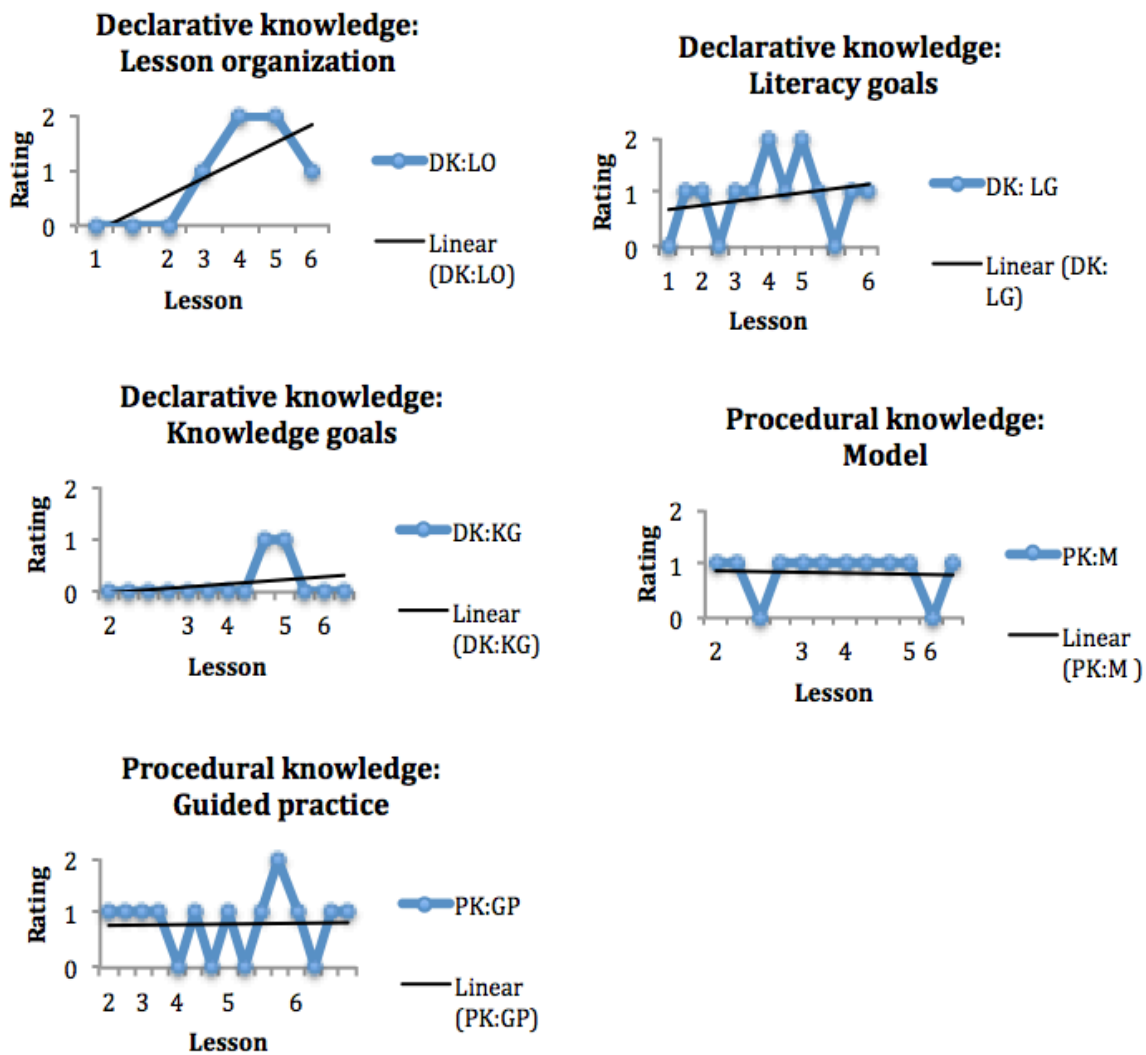 Declarative knowledge:
Lesson organization
Rating
2
1
0
1 2 3 4 5 6
Lesson
DK:LO
Linear
(DK:LO)
Declarative knowledge:
Literacy goals
Rating
2
1
0
1 2 3 4 5 6
Lesson
DK: LG
Linear (DK:
LG)
Declarative knowledge:
Knowledge goals
Rating
2
1
0
2 3 4 5 6
Lesson
DK:KG
Linear
(DK:KG)
Procedural knowledge:
Model
Rating
2
1
0
2 3 4 5 6
Lesson
PK:M
Linear
(PK:M )
Procedural knowledge:
Guided practice
Rating
2
1
0
2 3 4 5 6
Lesson
PK:GP
Linear
(PK:GP)